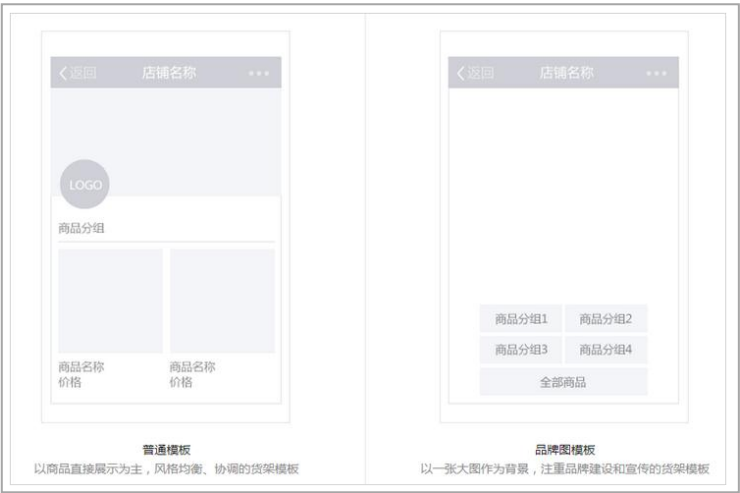 返回 店铺名称
LOGO
商品分组
商品名称 商品名称
价格 价格
普通模板
以商品直接展示为主，风格均衡、协调的货架模板
返回 店铺名称
商品分组1 商品分组2
商品分组3 商品分组4
全部商品
品牌图模板
以一张大图作为背景，注重品牌建设和宣传的货架模板